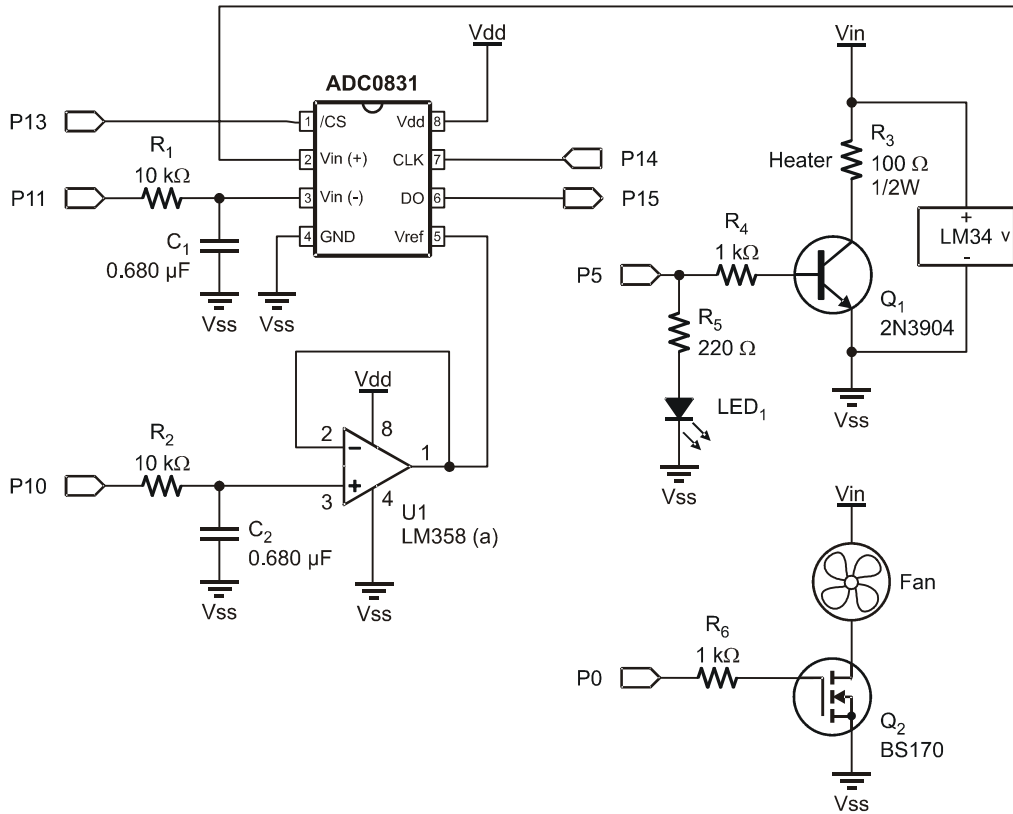 Vdd
Vin
ADC0831
P13
1 /CS Vdd 8
R1
10 kΩ
2 Vin (+) CLK 7
P14
P11
3 Vin (-) DO 6
P15
4 GND Vref 5
C1
0.680 µF
Vss
Vss
Heater
R3
100 Ω
1/2W
+
LM34 v
-
R4
1 kΩ
P5
Q1
2N3904
R5
220 Ω
LED1
Vss
Vss
Vdd
2
8
-
1
R2
10 kΩ
P10
+
3
4
U1
LM358 (a)
C2
0.680 µF
Vss
Vss
Vin
Fan
R6
1 kΩ
P0
Q2
BS170
Vss